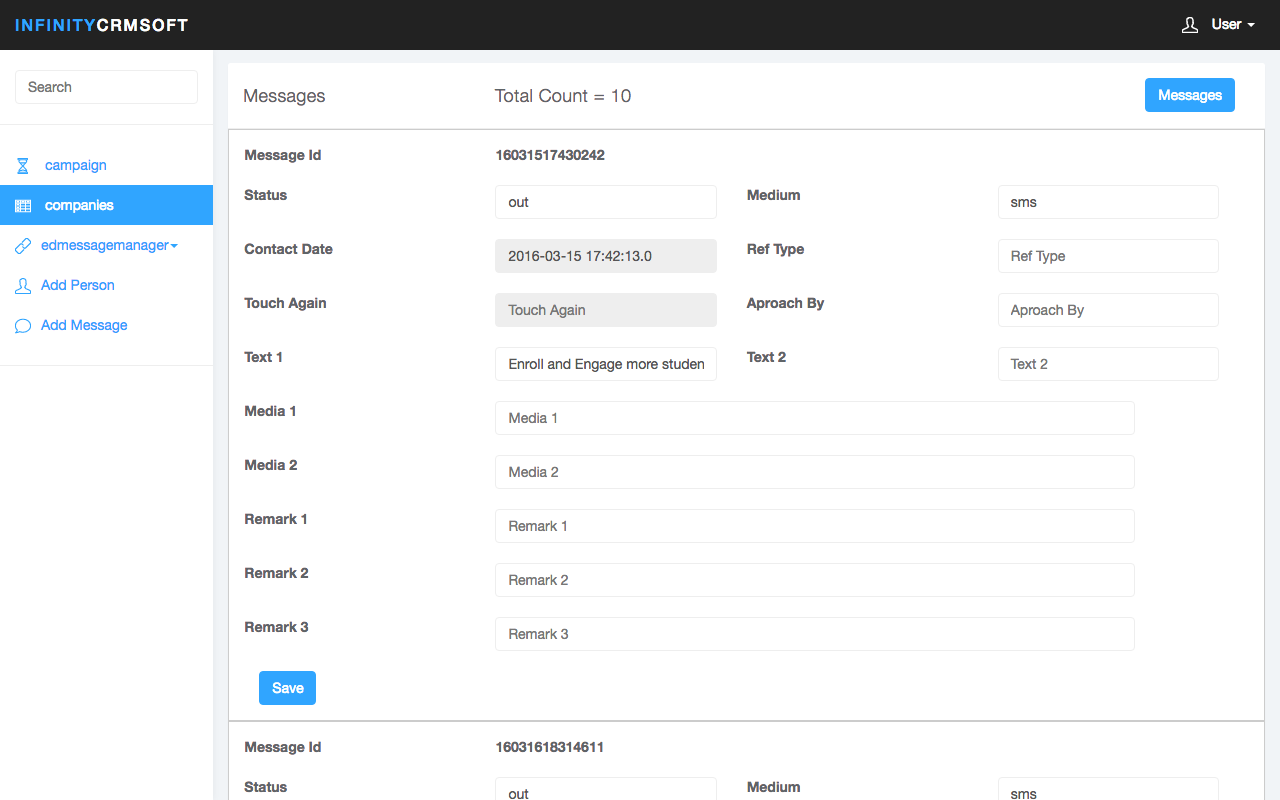 INFINITYCRMSOFT
User
Search
campaign
companies
edmessagemanager
Add Person
Add Message
Messages Total Count = 10 Messages
Message Id 16031517430242
Status out Medium sms
Contact Date 2016-03-15 17:42:13.0 Ref Type Ref Type
Touch Again Touch Again Aproach By Aproach By
Text 1 Enroll and Engage more studen Text 2 Text 2
Media 1 Media 1
Media 2 Media 2
Remark 1 Remark 1
Remark 2 Remark 2
Remark 3 Remark 3
Save
Message Id 16031618314611
Status out Medium sms